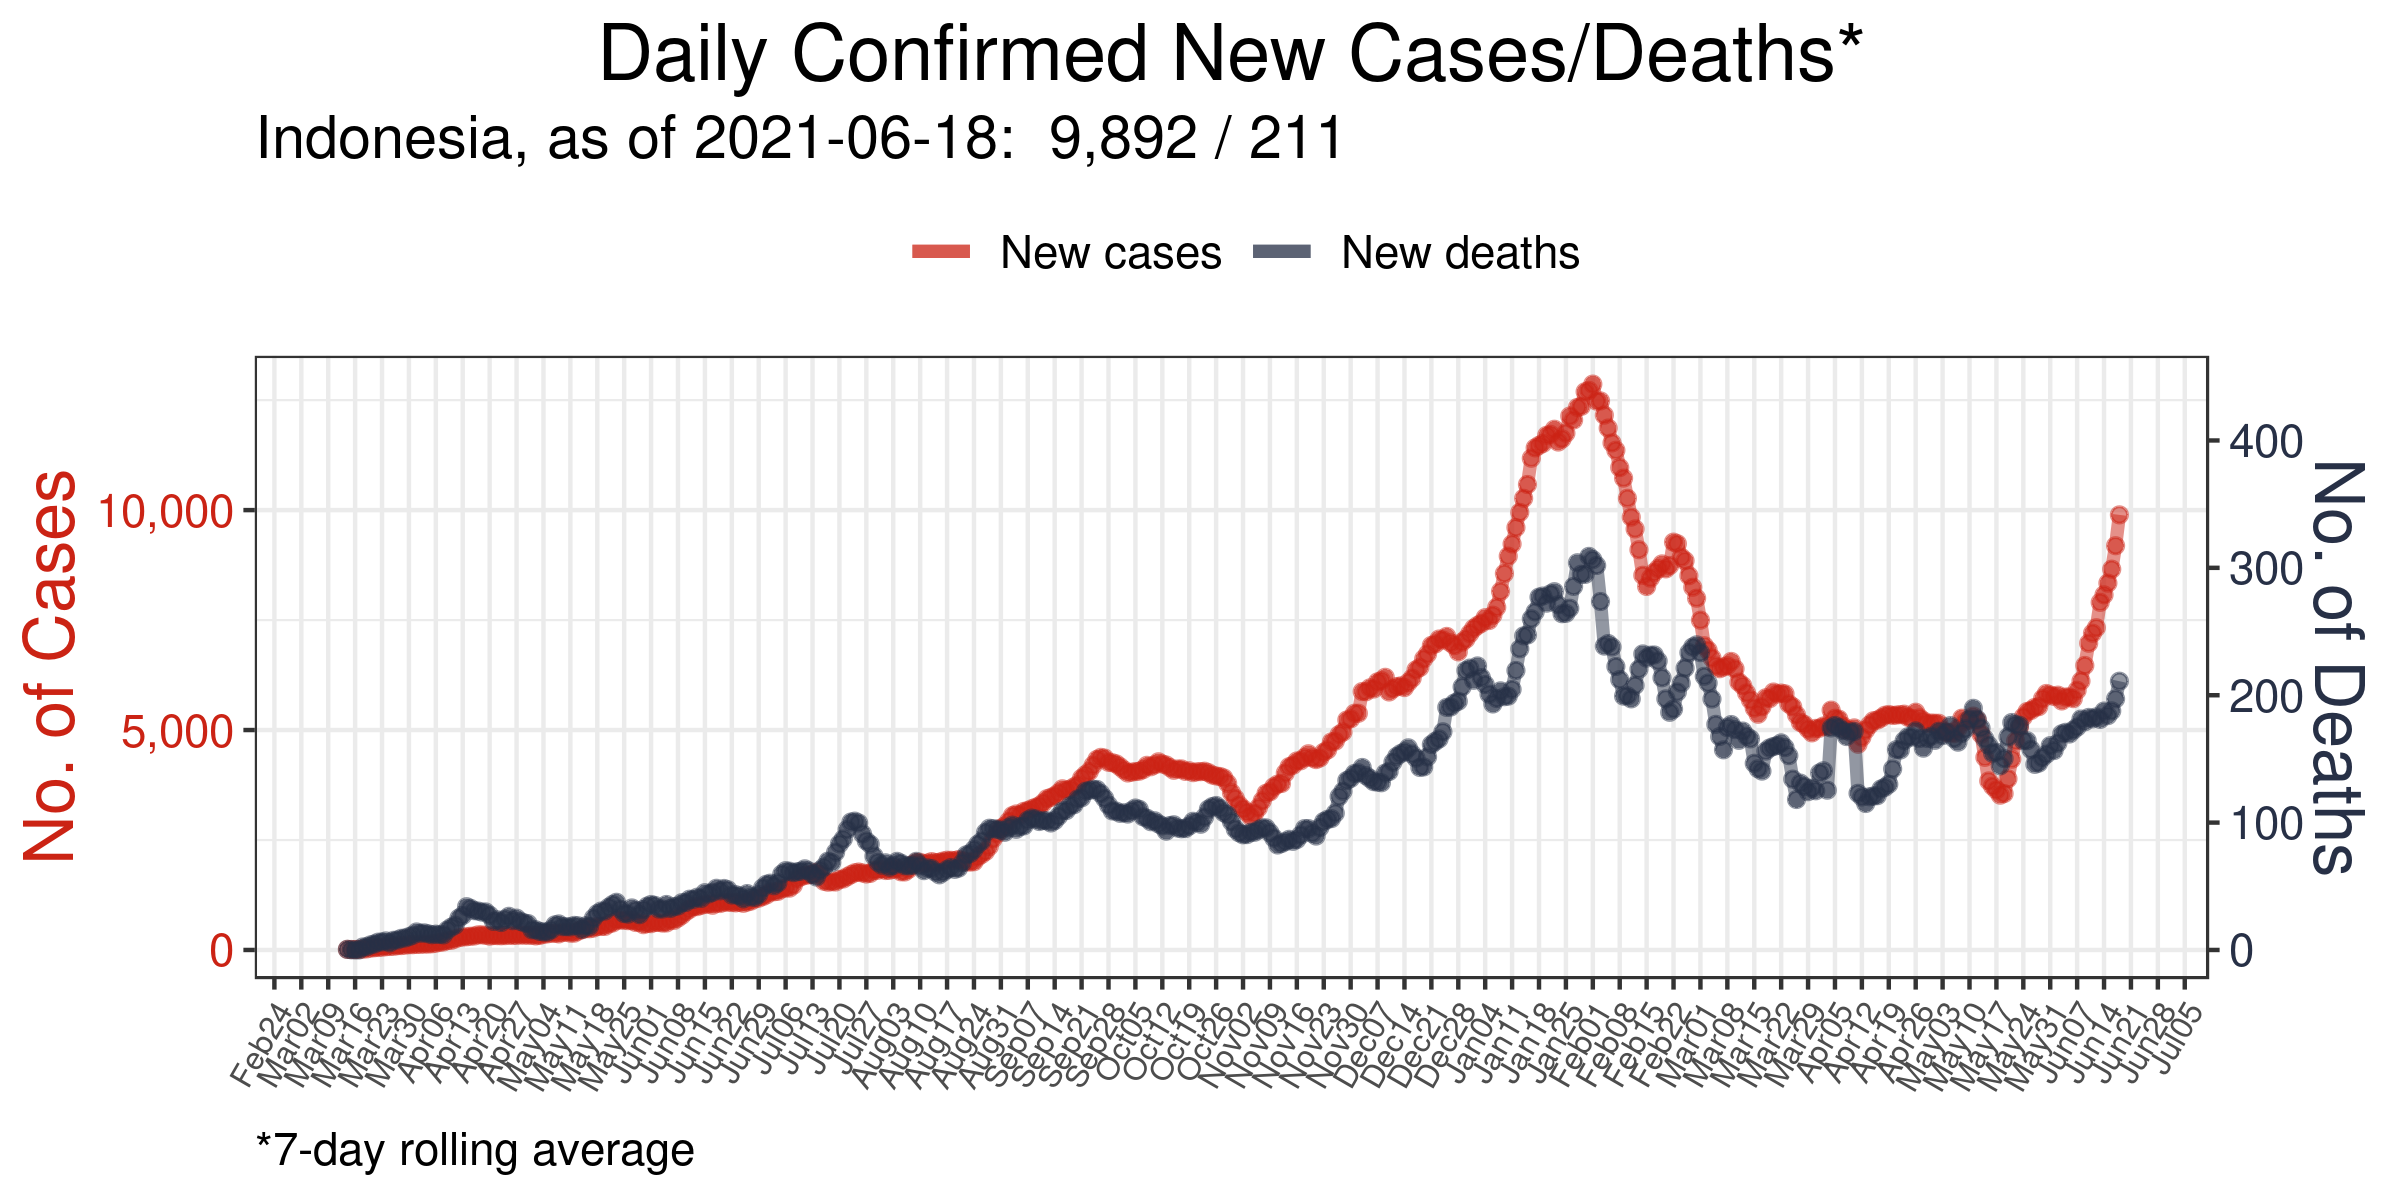 Daily Confirmed New Cases/Deaths*
Indonesia, as of 2021-06-18: 9,892 / 211
New cases New deaths
No. of Cases
10,000
5,000
0
400
300
200
100
0
No. of Deaths
Feb24 Mar02 Mar09 Mar16 Mar23 Mar30 Apr06 Apr13 Apr20 Apr27 May04 May11 May18 May25 Jun01 Jun08 Jun15 Jun22 Jun29 Jul06 Jul13 Jul20 Jul27 Aug03 Aug10 Aug17 Aug24 Aug31 Sep07 Sep14 Sep21 Sep28 Oct05 Oct12 Oct19 Oct26 Nov02 Nov09 Nov16 Nov23 Nov30 Dec07 Dec14 Dec21 Dec28 Jan04 Jan11 Jan18 Jan25 Feb01 Feb08 Feb15 Feb22 Mar01 Mar08 Mar15 Mar22 Mar29 Apr05 Apr12 Apr19 Apr26 May03 May10 May17 May24 May31 Jun07 Jun14 Jun21 Jun28 Jul05
*7-day rolling average